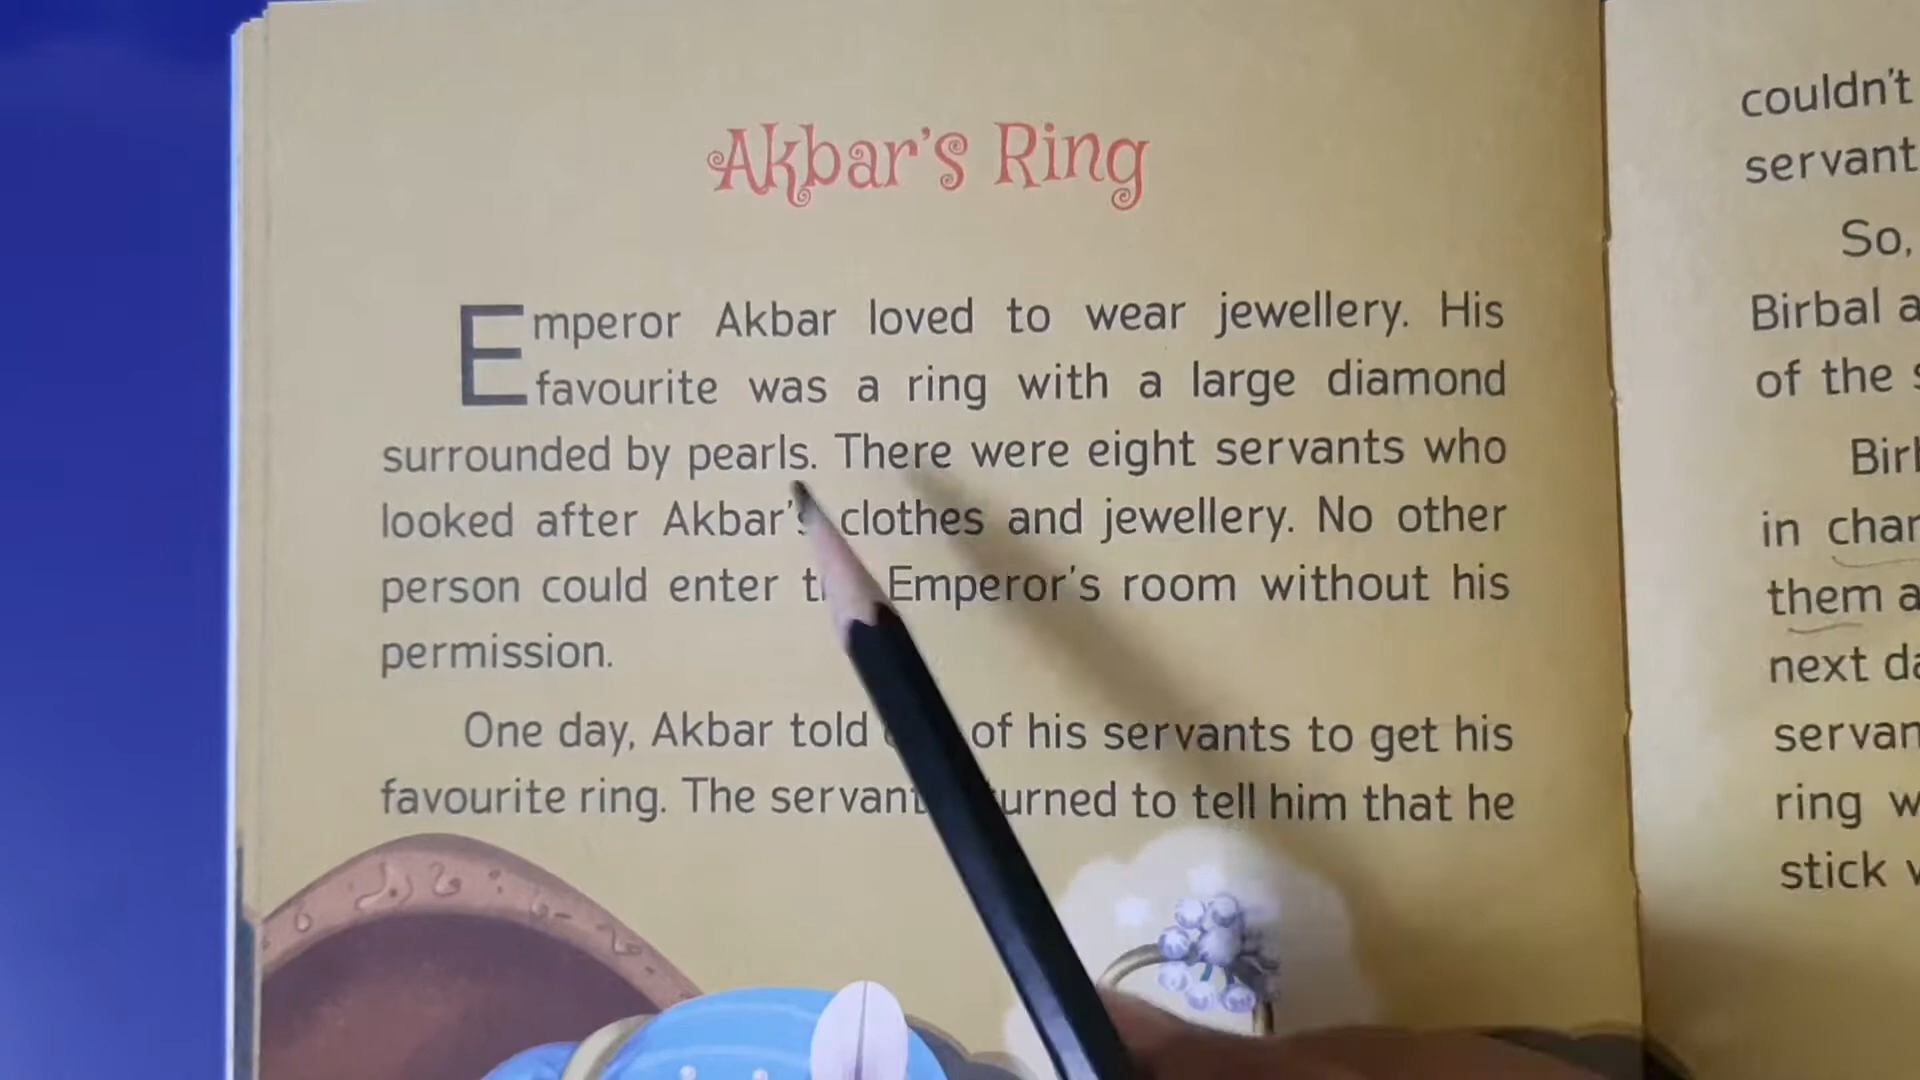 Akbar's Ring
Emperor Akbar loved to wear jewellery. His
favourite was a ring with a large diamond
surrounded by pearls. There were eight servants who
looked after Akbar's clothes and jewellery. No other
person could enter Emperor's room without his
permission.
One day, Akbar told of his servants to get his
favourite ring. The servant to tell him that he
couldn't
servant
So,
Birbal
of the
in
them
next
ring
stick